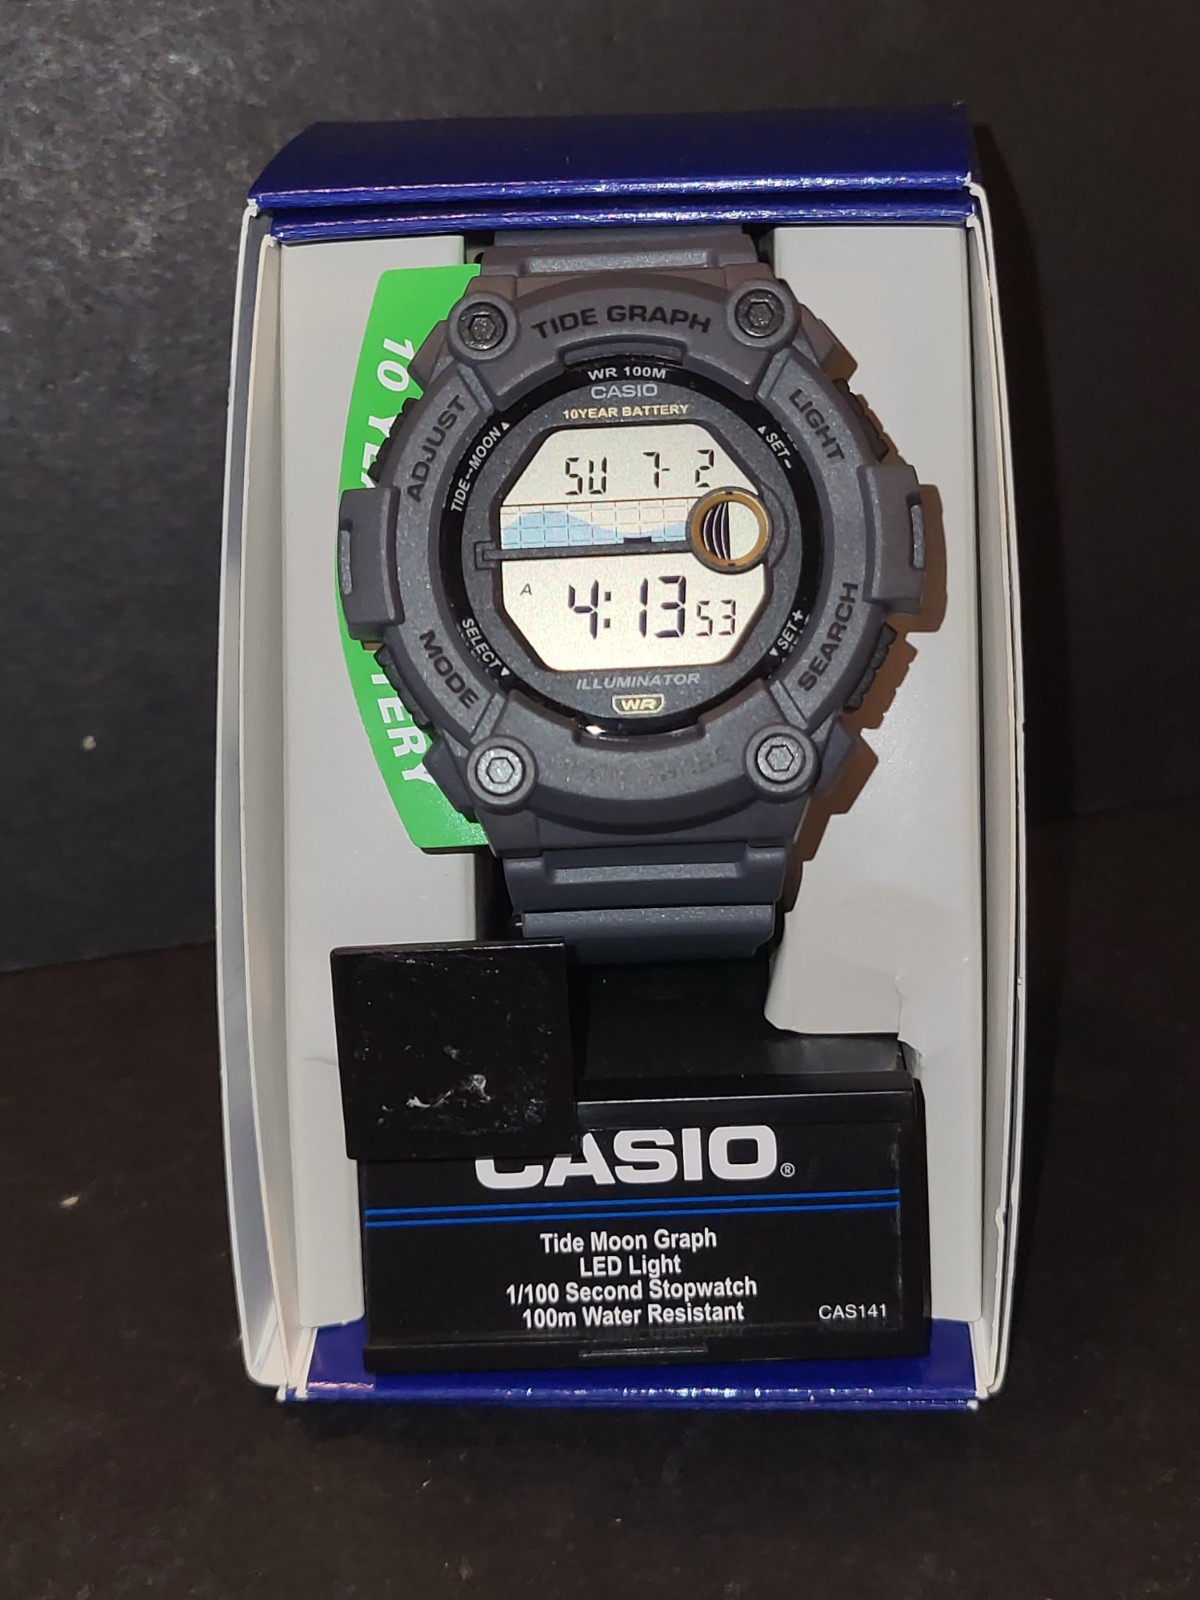 10 YEA
TERY
TIDE GRAPH
WR 100M
CASIO
10YEAR BATTERY
ADJUST
TIDE--MOON▲
LIGHT
▲SET−
SU 7- 2
A 4:13 53
MODE
SELECT▼
SEARCH
▼SET+
ILLUMINATOR
WR
CASIO®
Tide Moon Graph
LED Light
1/100 Second Stopwatch
100m Water Resistant
CAS141